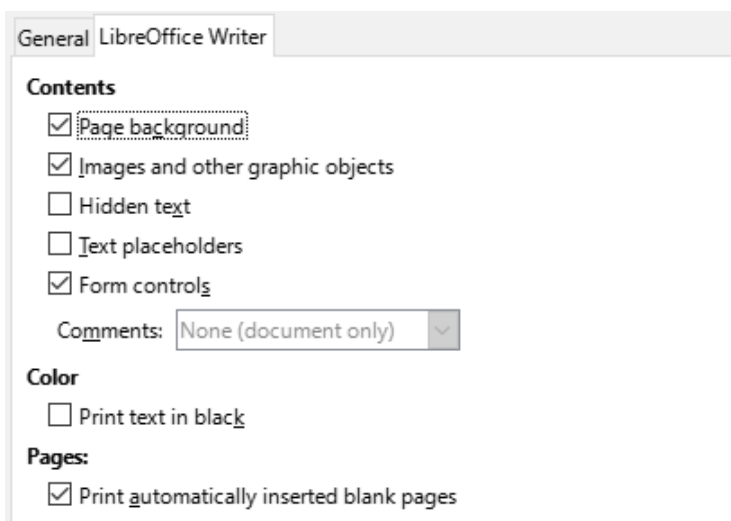 General LibreOffice Writer
Contents
Page background
Images and other graphic objects
Hidden text
Text placeholders
Form controls
Comments: None (document only)
Color
Print text in black
Pages:
Print automatically inserted blank pages